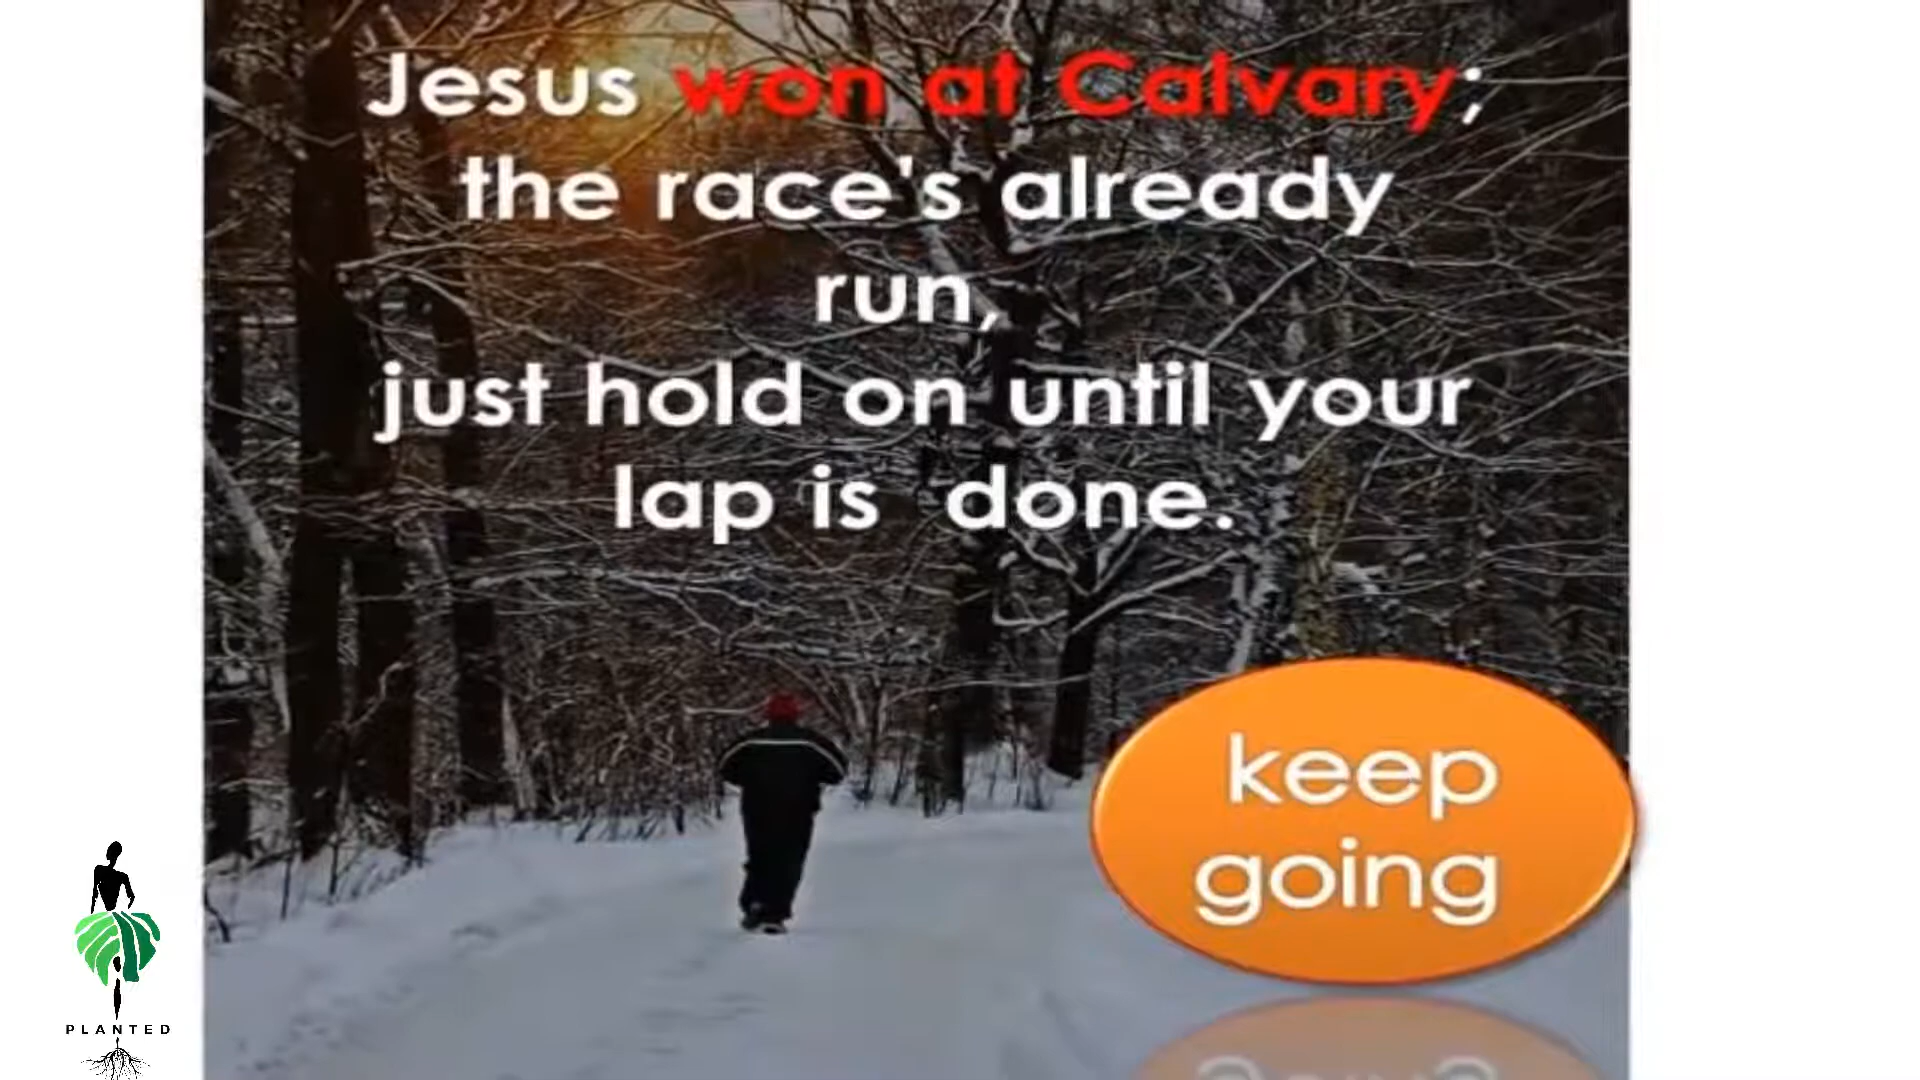 Jesus won at Calvary;
the race's already
run,
just hold on until your
lap is done.
keep
going
PLANTED